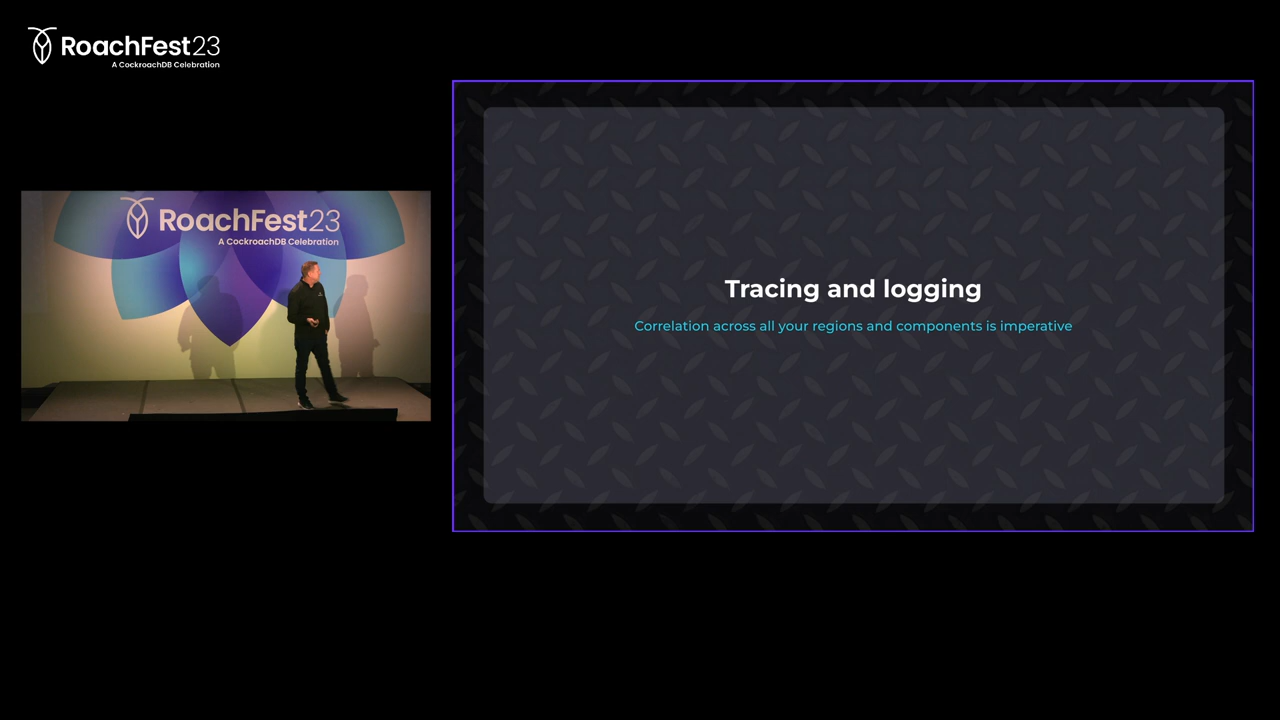 RoachFest23
A CockroachDB Celebration
RoachFest23
A CockroachDB Celebration
Tracing and logging
Correlation across all your regions and components is imperative